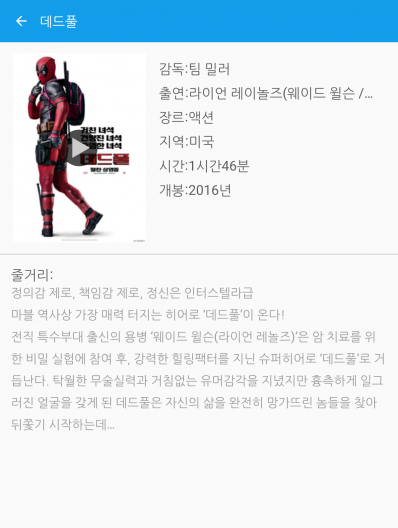 데드풀
감독:팀 밀러
출연:라이언 레이놀즈(웨이드 윌슨 /...
장르:액션
지역:미국
시간:1시간46분
개봉:2016년
거친 녀석
데드풀
줄거리:
정의감 제로, 책임감 제로, 정신은 인터스텔라급
마블 역사상 가장 매력 터지는 히어로 '데드풀'이 온다!
전직 특수부대 출신의 용병 '웨이드 윌슨(라이언 레놀즈)'은 암 치료를 위
한 비밀 실험에 참여 후, 강력한 힐링팩터를 지닌 슈퍼히어로 '데드풀'로 거
듭난다. 탁월한 무술실력과 거침없는 유머감각을 지녔지만 흉측하게 일그
러진 얼굴을 갖게 된 데드풀은 자신의 삶을 완전히 망가뜨린 놈들을 찾아
뒤쫓기 시작하는데…